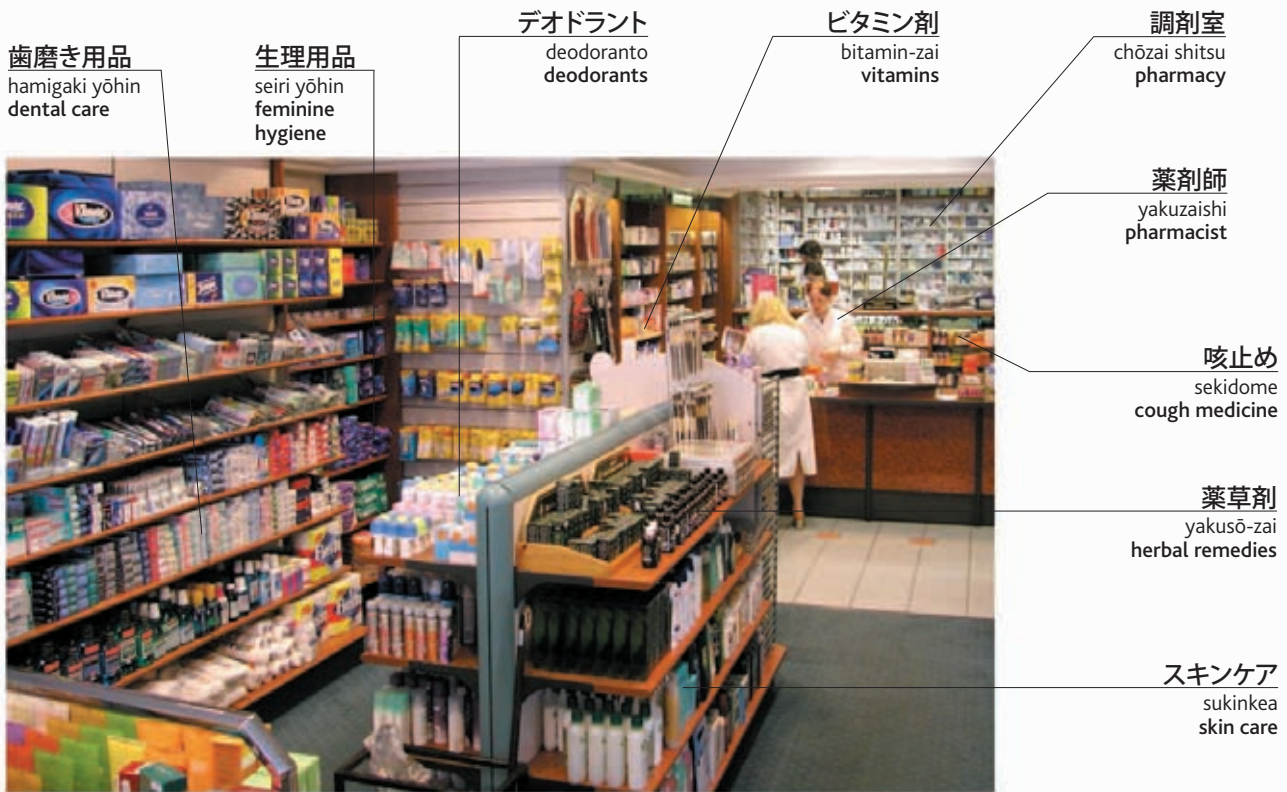 歯磨き用品
hamigaki yōhin
dental care
生理用品
seiri yōhin
feminine
hygiene
デオドラント
deodoranto
deodorants
ビタミン剤
bitamin-zai
vitamins
調剤室
chōzai shitsu
pharmacy
薬剤師
yakuzaishi
pharmacist
咳止め
sekidome
cough medicine
薬草剤
yakusō-zai
herbal remedies
スキンケア
sukinkea
skin care